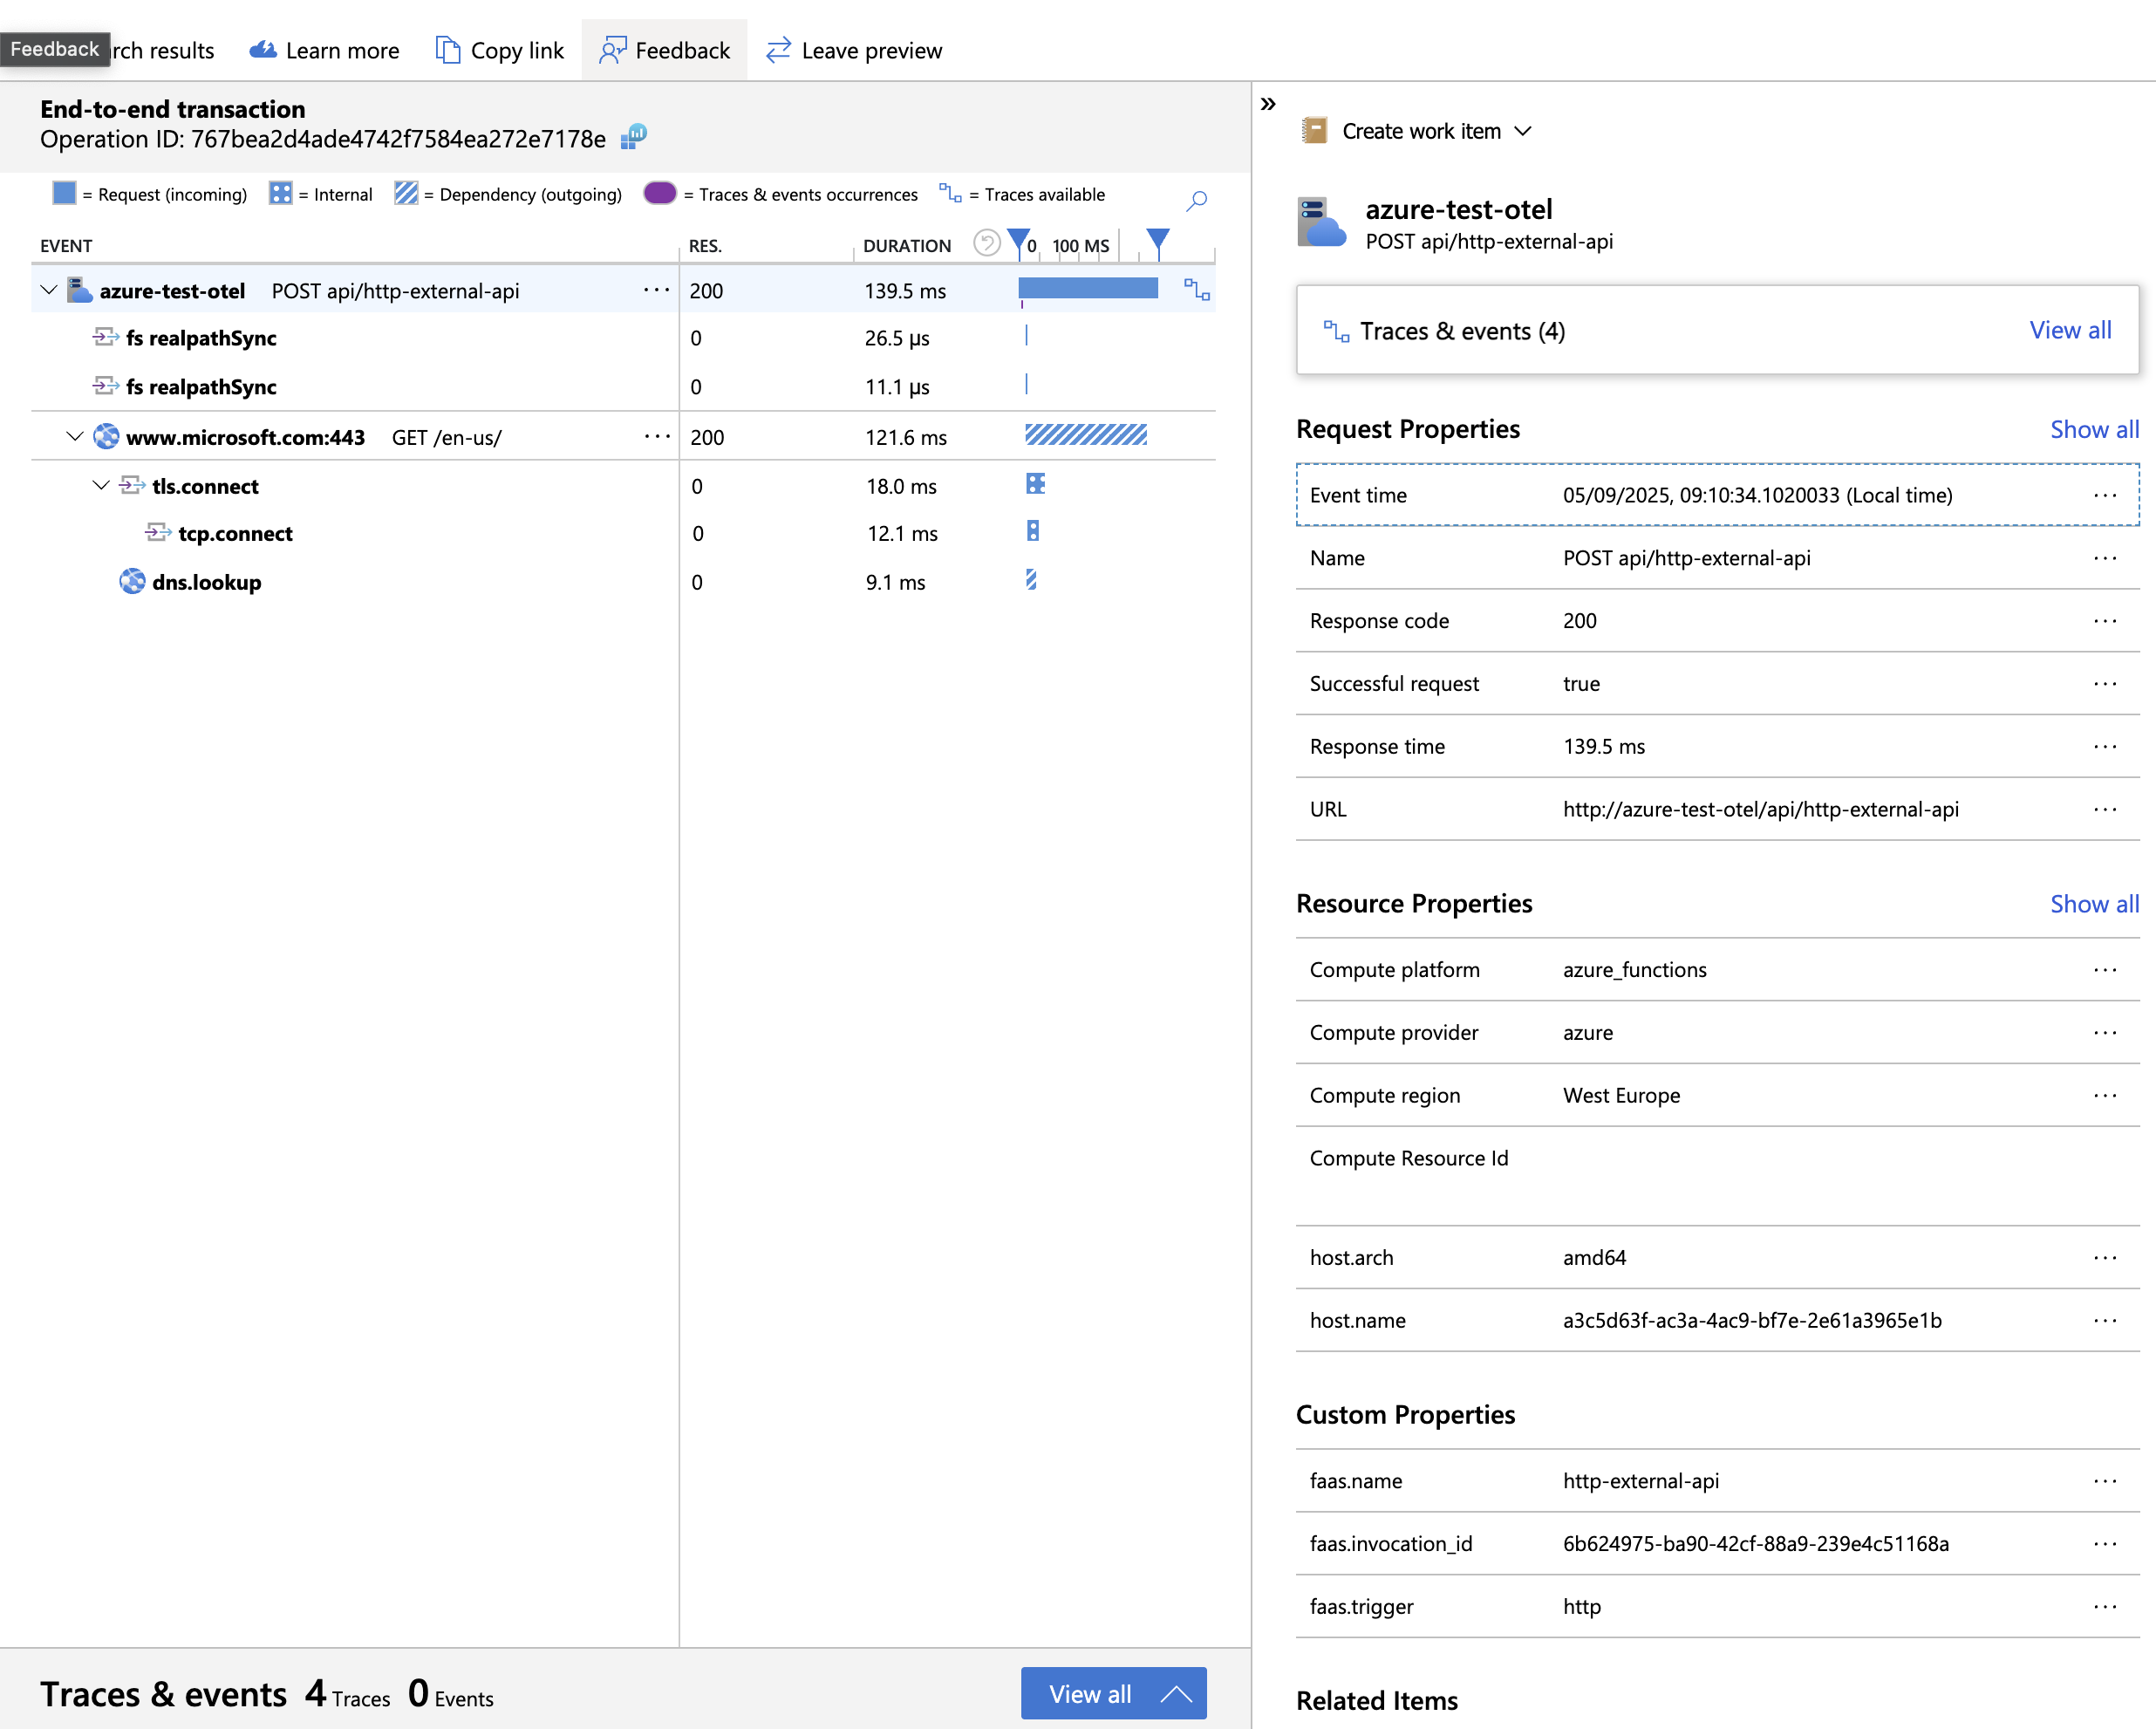 Feedback rch results Learn more Copy link Feedback Leave preview
End-to-end transaction
Operation ID: 767bea2d4ade4742f7584ea272e7178e
= Request (incoming) = Internal = Dependency (outgoing) = Traces & events occurrences = Traces available
EVENT RES. DURATION 0 100 MS
azure-test-otel POST api/http-external-api ··· 200 139.5 ms
fs realpathSync 0 26.5 µs
fs realpathSync 0 11.1 µs
www.microsoft.com:443 GET /en-us/ ··· 200 121.6 ms
tls.connect 0 18.0 ms
tcp.connect 0 12.1 ms
dns.lookup 0 9.1 ms
Traces & events 4 Traces 0 Events View all
Create work item
azure-test-otel
POST api/http-external-api
Traces & events (4) View all
Request Properties Show all
Event time 05/09/2025, 09:10:34.1020033 (Local time) ···
Name POST api/http-external-api ···
Response code 200 ···
Successful request true ···
Response time 139.5 ms ···
URL http://azure-test-otel/api/http-external-api ···
Resource Properties Show all
Compute platform azure_functions ···
Compute provider azure ···
Compute region West Europe ···
Compute Resource Id
host.arch amd64 ···
host.name a3c5d63f-ac3a-4ac9-bf7e-2e61a3965e1b ···
Custom Properties
faas.name http-external-api ···
faas.invocation_id 6b624975-ba90-42cf-88a9-239e4c51168a ···
faas.trigger http ···
Related Items